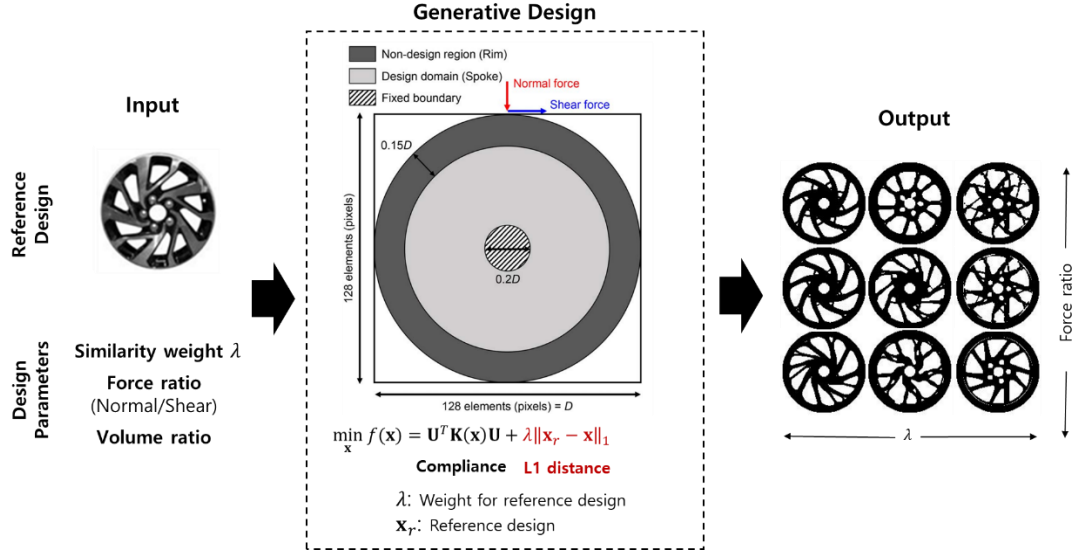 Generative Design
Input
Reference
Design
Design
Parameters
Similarity weight λ
Force ratio
(Normal/Shear)
Volume ratio
Non-design region (Rim)
Design domain (Spoke)
Fixed boundary
Normal force
Shear force
0.15D
0.2D
128 elements (pixels)
128 elements (pixels) = D
min f(x) = UᵀK(x)U + λ‖xᵣ − x‖₁
x
Compliance L1 distance
λ: Weight for reference design
xᵣ: Reference design
Output
Force ratio
λ